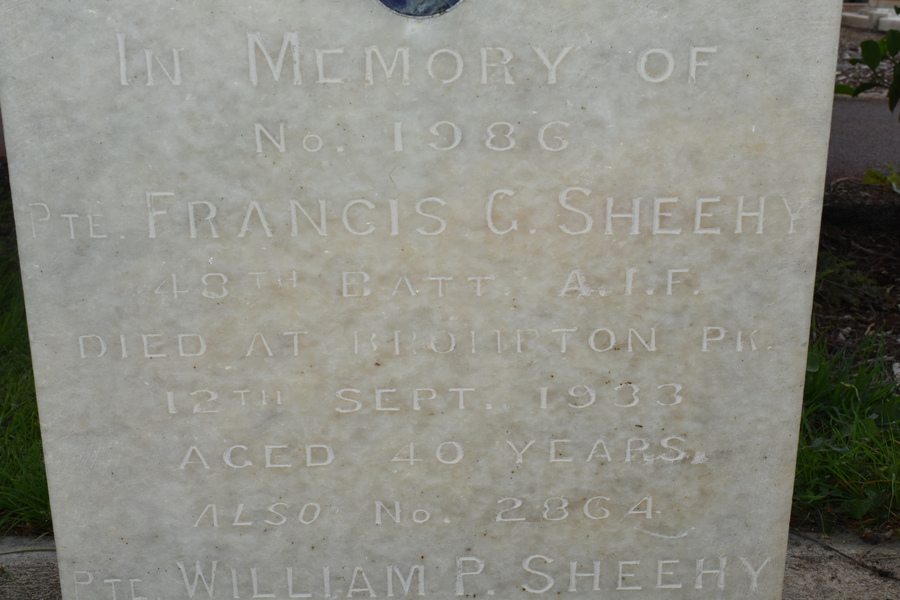 IN MEMORY OF
No. 1986
PTE. FRANCIS G. SHEEHY
48TH BATT. A.I.F.
DIED AT BROMPTON PK.
12TH SEPT. 1933
AGED 40 YEARS.
ALSO No. 2864
PTE. WILLIAM P. SHEEHY